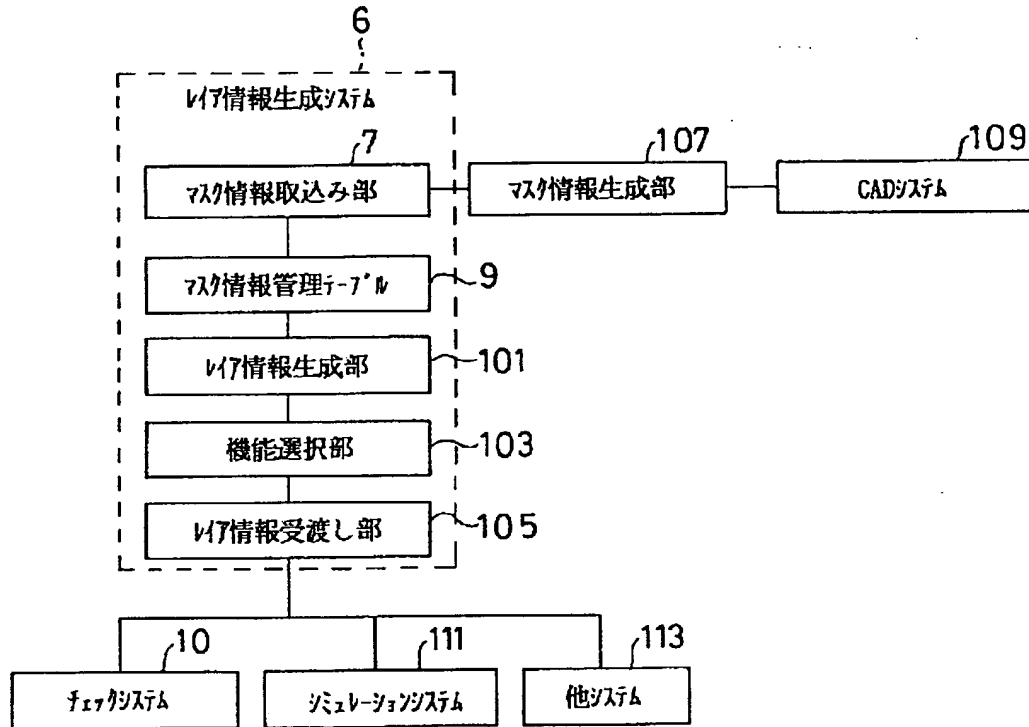 6
ﾚｲｱ情報生成ｼｽﾃﾑ
7
107
109
ﾏｽｸ情報取込み部
ﾏｽｸ情報生成部
CADｼｽﾃﾑ
ﾏｽｸ情報管理ﾃｰﾌﾞﾙ
9
ﾚｲｱ情報生成部
101
機能選択部
103
ﾚｲｱ情報受渡し部
105
10
111
113
ﾁｪｯｸｼｽﾃﾑ
ｼﾐｭﾚｰｼｮﾝｼｽﾃﾑ
他ｼｽﾃﾑ